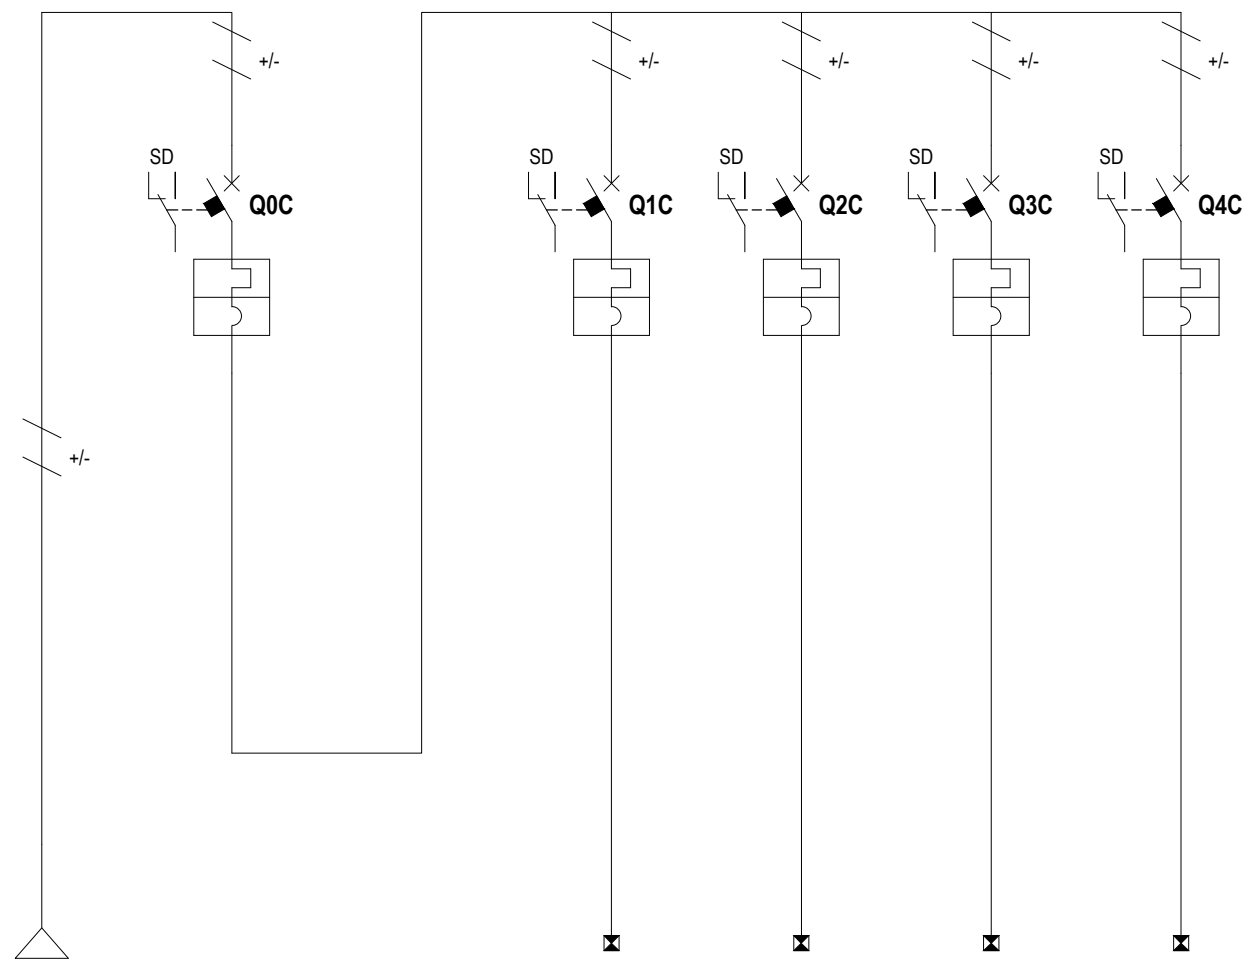 +/- +/- +/- +/- +/-
SD SD SD SD SD
Q0C Q1C Q2C Q3C Q4C
+/-